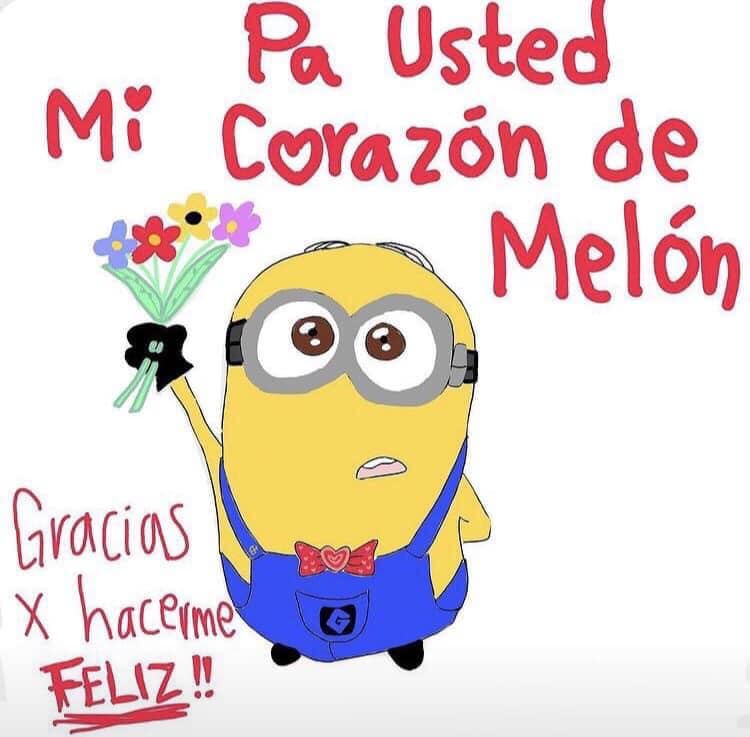 Pa Usted
Mi Corazón de
Melón
Gracias
x hacerme
FELIZ!!
G